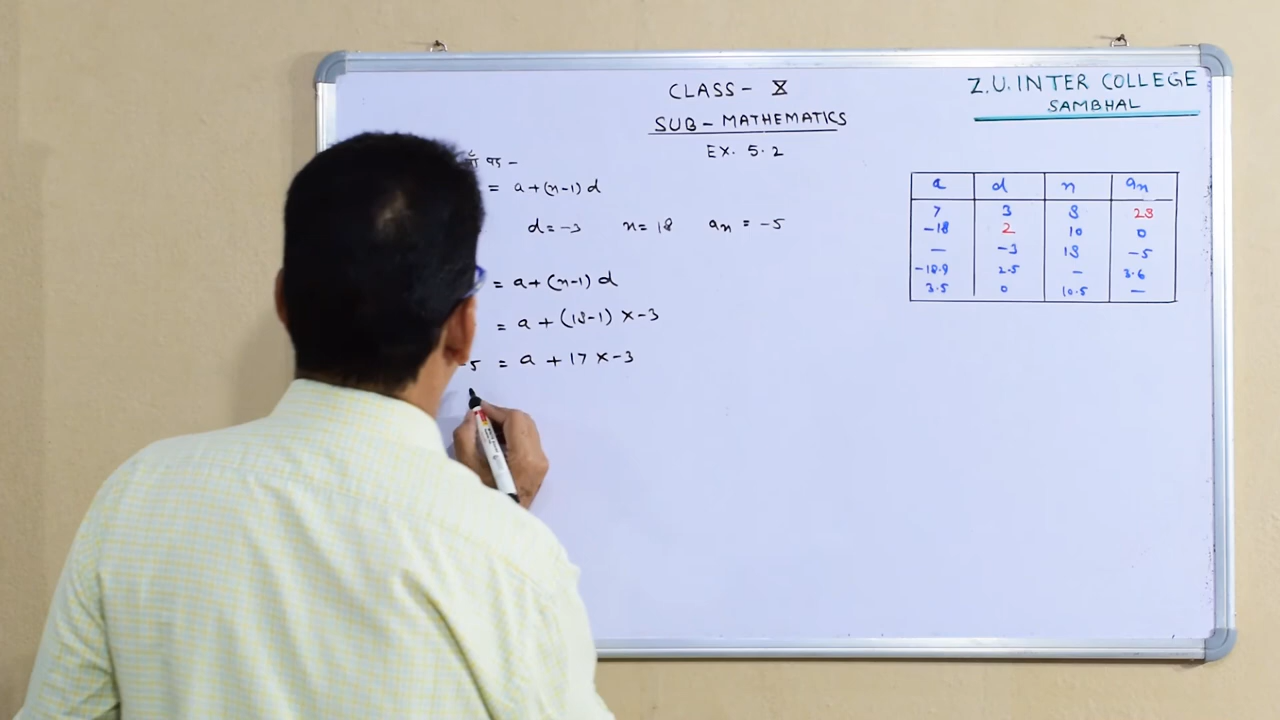 CLASS- X
SUB-MATHEMATICS
EX. 5.2
Z.U. INTER COLLEGE
SAMBHAL
पद -
= a+(n-1) d
d=-3 n=18 an = -5
= a+(n-1) d
= a + (18-1) x-3
-5 = a + 17 x-3
a d n an
7 3 8 28
-18 2 10 0
- -3 18 -5
-18.9 2.5 - 3.6
3.5 0 10.5 -